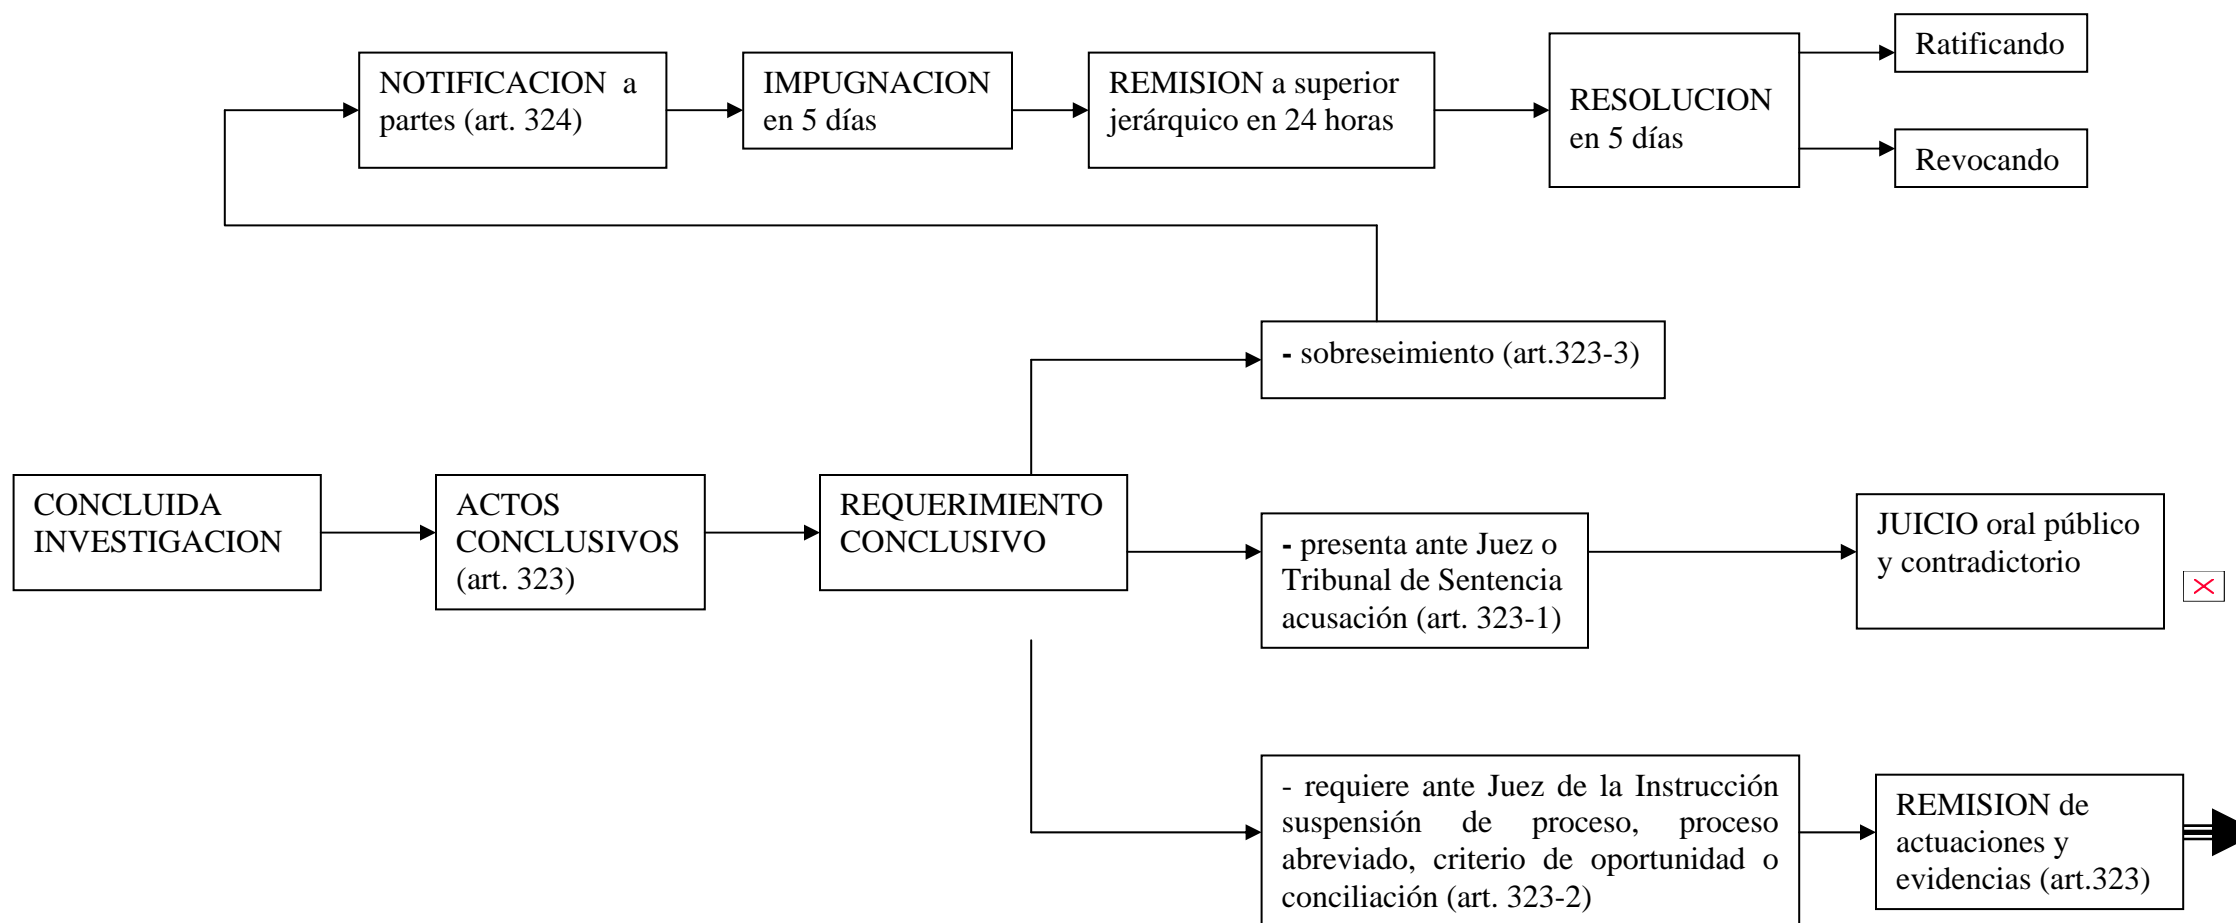 NOTIFICACION a
partes (art. 324)
IMPUGNACION
en 5 días
REMISION a superior
jerárquico en 24 horas
RESOLUCION
en 5 días
Ratificando
Revocando
- sobreseimiento (art.323-3)
CONCLUIDA
INVESTIGACION
ACTOS
CONCLUSIVOS
(art. 323)
REQUERIMIENTO
CONCLUSIVO
- presenta ante Juez o
Tribunal de Sentencia
acusación (art. 323-1)
JUICIO oral público
y contradictorio
- requiere ante Juez de la Instrucción
suspensión de proceso, proceso
abreviado, criterio de oportunidad o
conciliación (art. 323-2)
REMISION de
actuaciones y
evidencias (art.323)